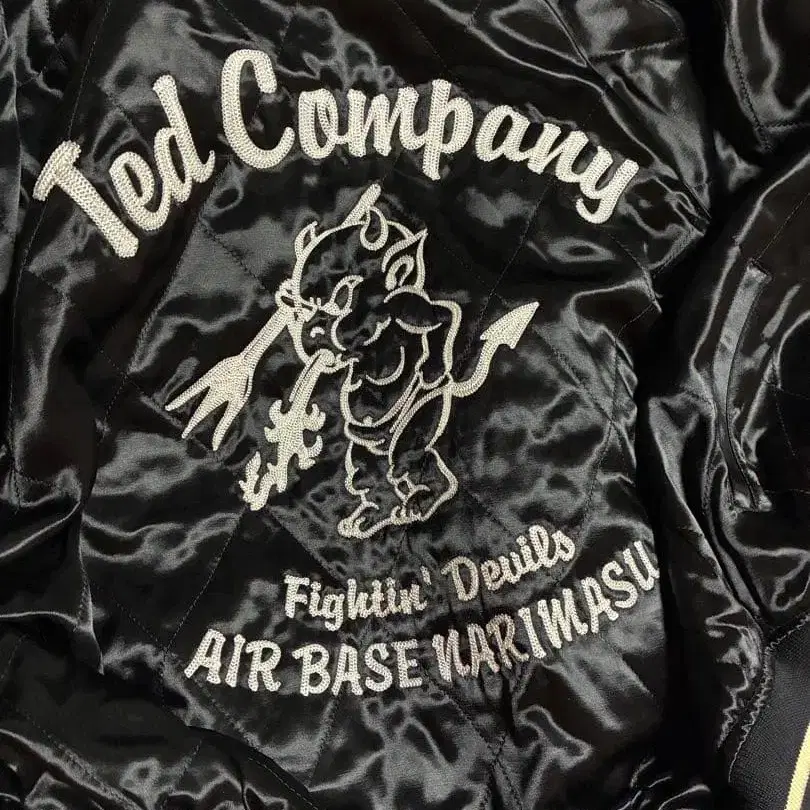 Ted Company
Fightin' Devils
AIR BASE NARIMASU